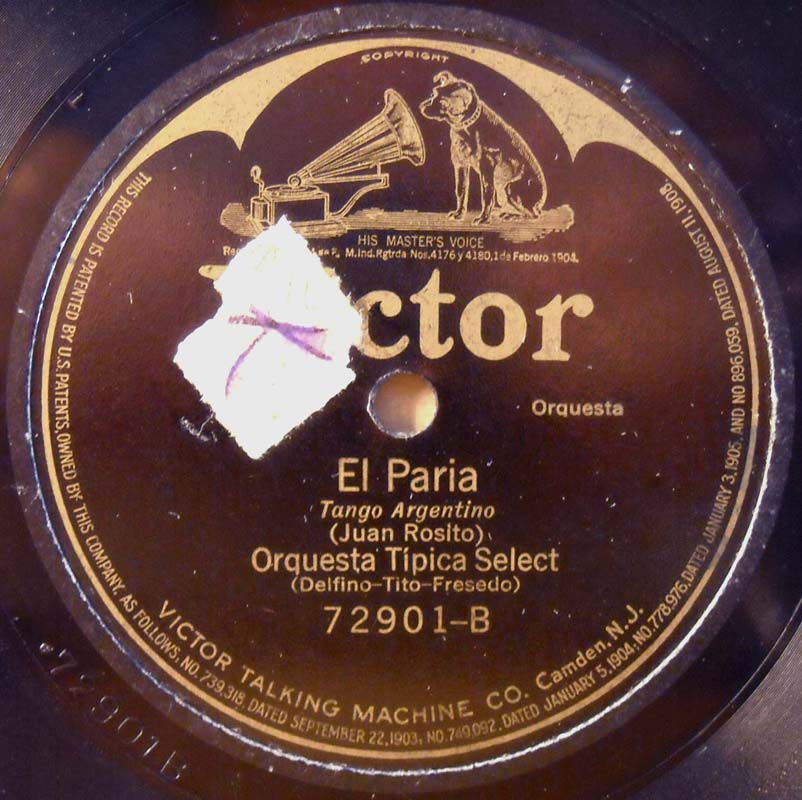 COPYRIGHT
HIS MASTER'S VOICE
M.Ind.Rgtrda Nos.4176 y 4180,1de Febrero 1904.
ctor
Orquesta
El Paria
Tango Argentino
(Juan Rosito)
Orquesta Típica Select
(Delfino-Tito-Fresedo)
72901-B
VICTOR TALKING MACHINE CO. Camden, N.J.
THIS RECORD IS PATENTED BY U.S. PATENTS, OWNED BY THIS COMPANY, AS FOLLOWS, NO. 739,318, DATED SEPTEMBER 22, 1903; NO. 749,092, DATED JANUARY 5, 1904; NO. 778,976, DATED JANUARY 3, 1905, AND NO 896,059, DATED AUGUST 11, 1908
72901B